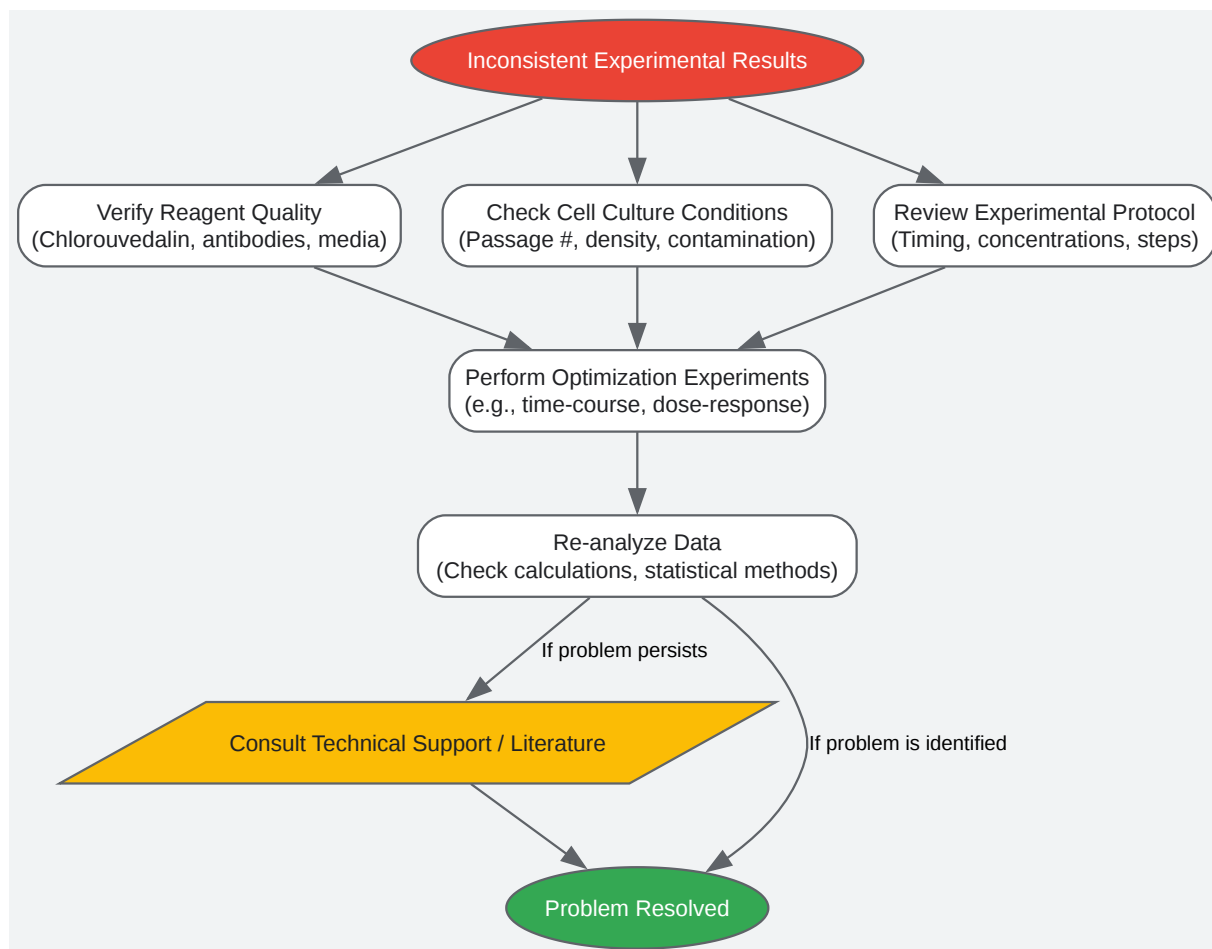 Inconsistent Experimental Results
Verify Reagent Quality
(Chlorouvedalin, antibodies, media)
Check Cell Culture Conditions
(Passage #, density, contamination)
Review Experimental Protocol
(Timing, concentrations, steps)
Perform Optimization Experiments
(e.g., time-course, dose-response)
Re-analyze Data
(Check calculations, statistical methods)
If problem persists
Consult Technical Support / Literature
If problem is identified
Problem Resolved